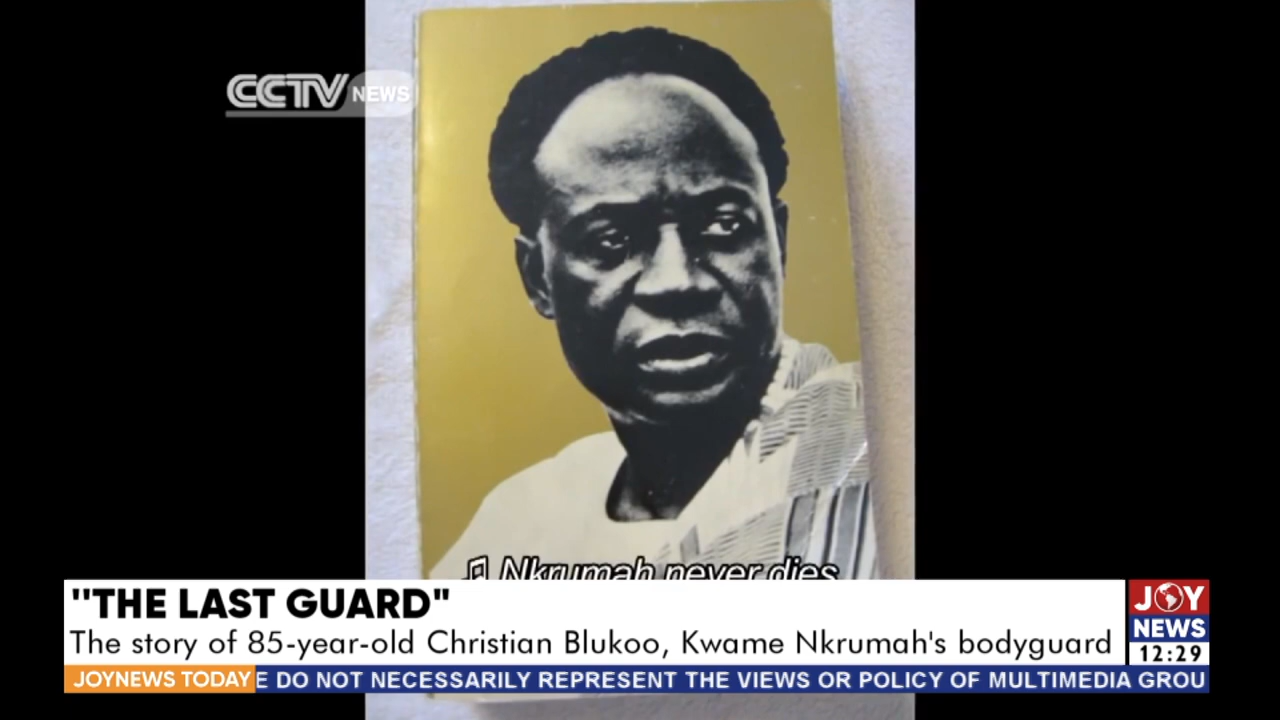 CCTV NEWS
♫ Nkrumah never dies
"THE LAST GUARD"
The story of 85-year-old Christian Blukoo, Kwame Nkrumah's bodyguard
JOY
NEWS
12:29
JOYNEWS TODAY
E DO NOT NECESSARILY REPRESENT THE VIEWS OR POLICY OF MULTIMEDIA GROU